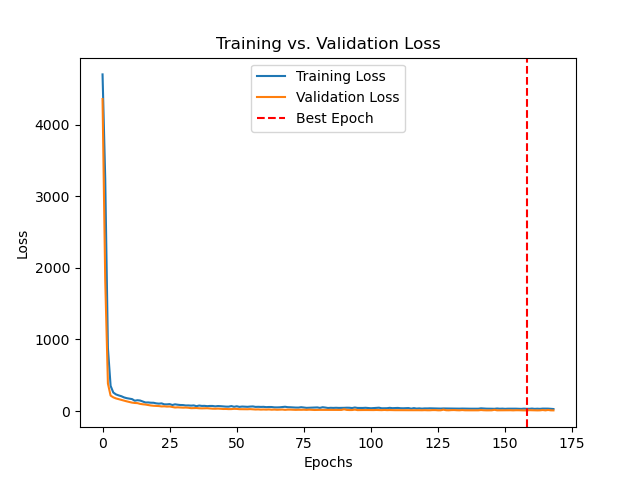 Training vs. Validation Loss
Training Loss
Validation Loss
Best Epoch
Loss
4000
3000
2000
1000
0
0 25 50 75 100 125 150 175
Epochs